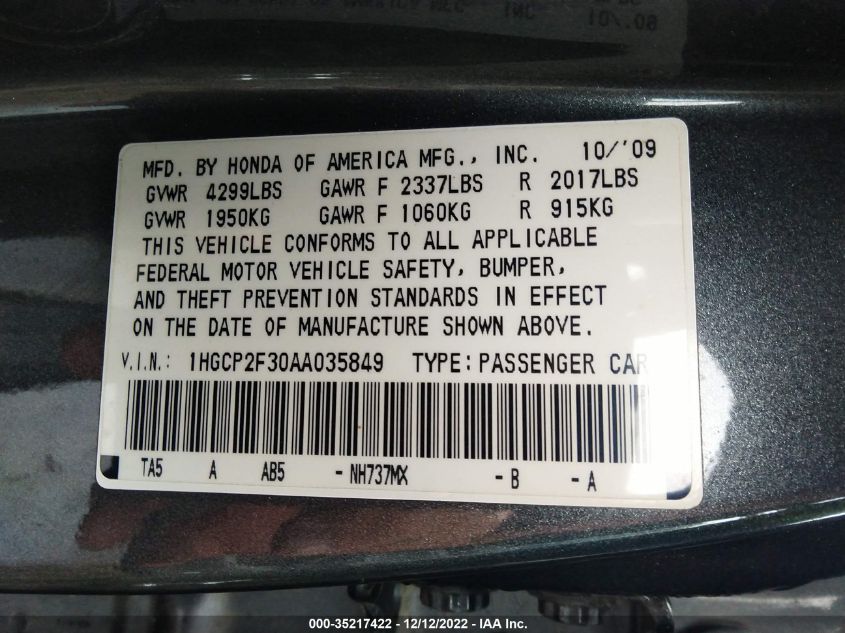 MFD. BY HONDA OF AMERICA MFG., INC. 10/'09
GVWR 4299LBS GAWR F 2337LBS R 2017LBS
GVWR 1950KG GAWR F 1060KG R 915KG
THIS VEHICLE CONFORMS TO ALL APPLICABLE
FEDERAL MOTOR VEHICLE SAFETY, BUMPER,
AND THEFT PREVENTION STANDARDS IN EFFECT
ON THE DATE OF MANUFACTURE SHOWN ABOVE.
V.I.N.: 1HGCP2F30AA035849 TYPE: PASSENGER CAR
TA5 A AB5 - NH737MX - B - A
000-35217422 - 12/12/2022 - IAA Inc.